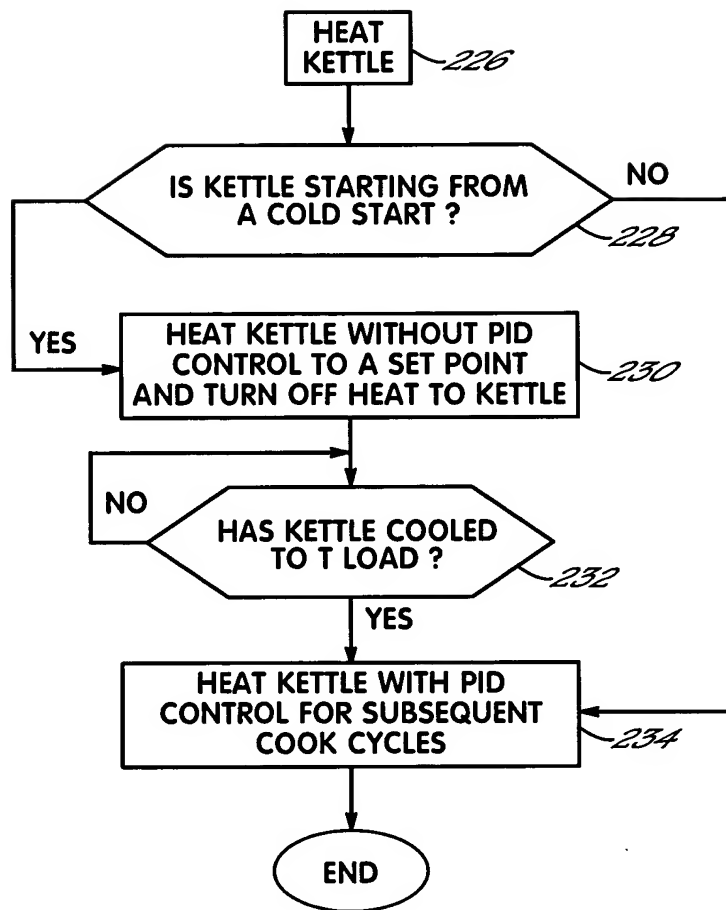 HEAT
KETTLE
226
IS KETTLE STARTING FROM
A COLD START ?
NO
228
YES
HEAT KETTLE WITHOUT PID
CONTROL TO A SET POINT
AND TURN OFF HEAT TO KETTLE
230
NO
HAS KETTLE COOLED
TO T LOAD ?
232
YES
HEAT KETTLE WITH PID
CONTROL FOR SUBSEQUENT
COOK CYCLES
234
END